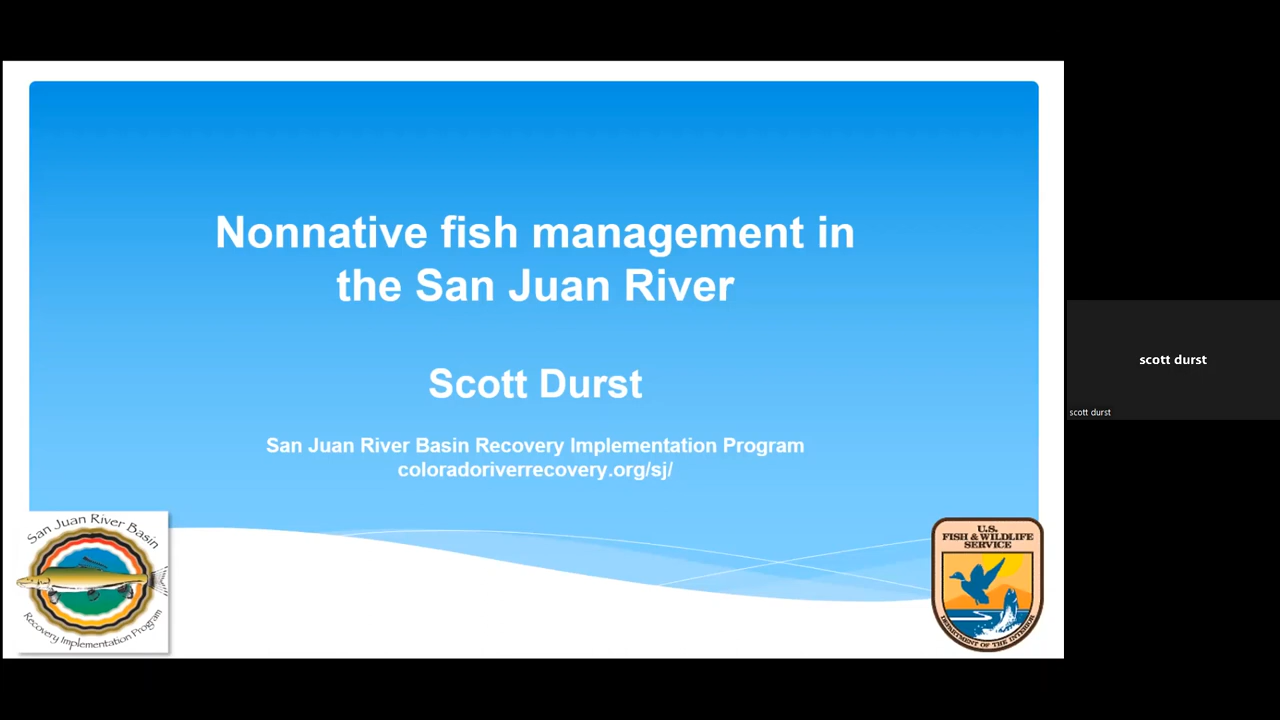 Nonnative fish management in
the San Juan River
Scott Durst
San Juan River Basin Recovery Implementation Program
coloradoriverrecovery.org/sj/
San Juan River Basin
Recovery Implementation Program
U.S.
FISH & WILDLIFE
SERVICE
DEPARTMENT OF THE INTERIOR
scott durst
scott durst